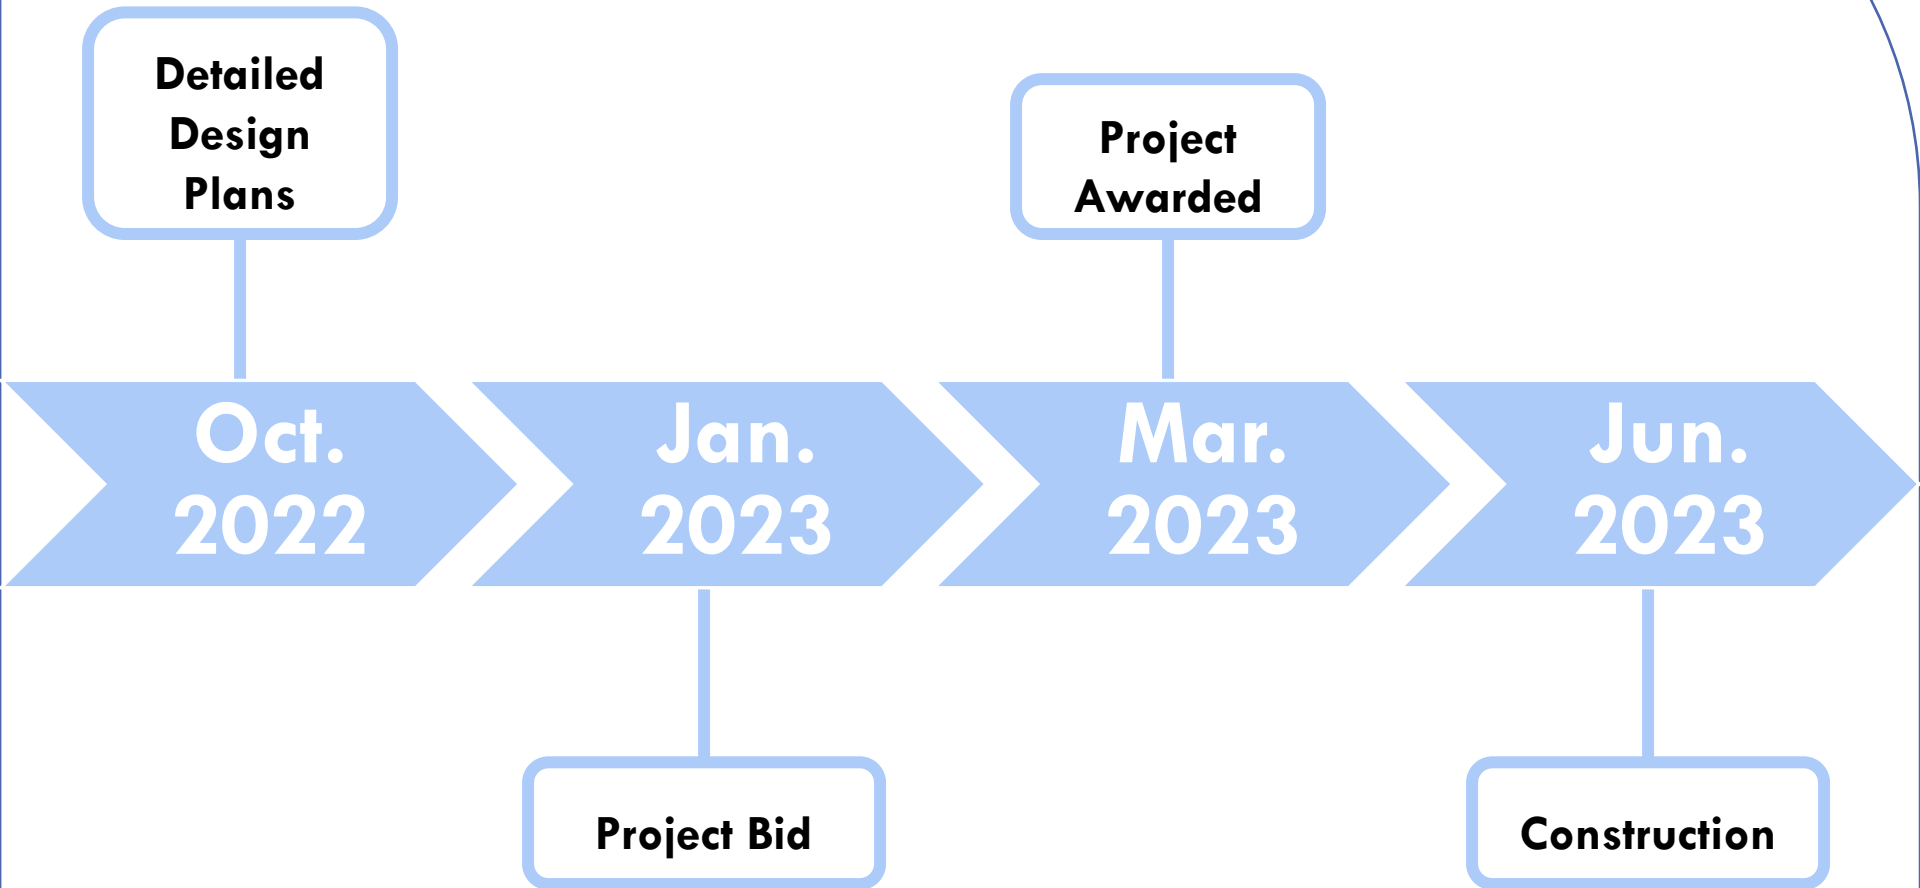 Detailed
Design
Plans
Project
Awarded
Oct.
2022
Jan.
2023
Mar.
2023
Jun.
2023
Project Bid
Construction